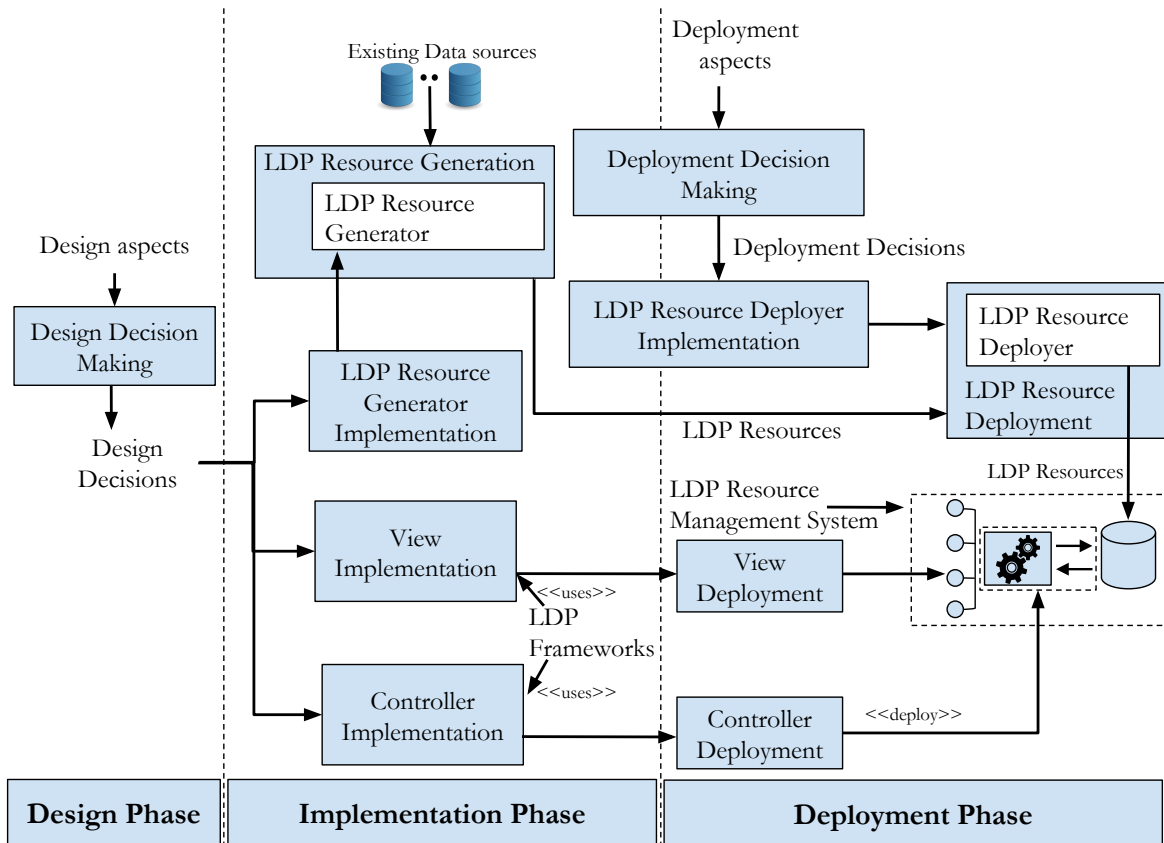 Existing Data sources
Deployment
aspects
LDP Resource Generation
LDP Resource
Generator
Deployment Decision
Making
Design aspects
Deployment Decisions
Design Decision
Making
LDP Resource Deployer
Implementation
LDP Resource
Deployer
LDP Resource
Generator
Implementation
LDP Resource
Deployment
LDP Resources
Design
Decisions
LDP Resources
LDP Resource
Management System
View
Implementation
View
Deployment
<<uses>>
LDP
Frameworks
<<uses>>
Controller
Implementation
Controller
Deployment
<<deploy>>
Design Phase
Implementation Phase
Deployment Phase